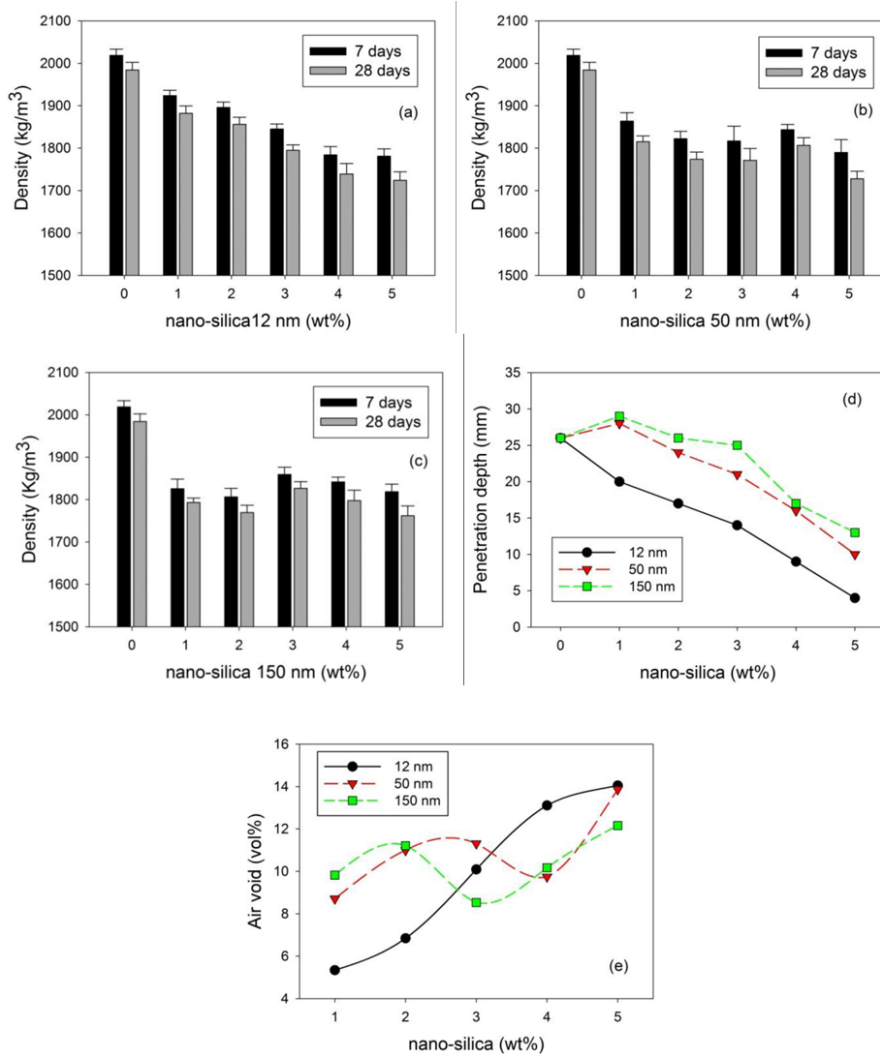 2100
2000
1900
1800
1700
1600
1500
Density (kg/m³)
7 days
28 days
(a)
0 1 2 3 4 5
nano-silica12 nm (wt%)
2100
2000
1900
1800
1700
1600
1500
Density (kg/m³)
7 days
28 days
(b)
0 1 2 3 4 5
nano-silica 50 nm (wt%)
2100
2000
1900
1800
1700
1600
1500
Density (Kg/m³)
7 days
28 days
(c)
0 1 2 3 4 5
nano-silica 150 nm (wt%)
35
30
25
20
15
10
5
0
Penetration depth (mm)
(d)
12 nm
50 nm
150 nm
0 1 2 3 4 5
nano-silica (wt%)
16
14
12
10
8
6
4
Air void (vol%)
12 nm
50 nm
150 nm
(e)
1 2 3 4 5
nano-silica (wt%)